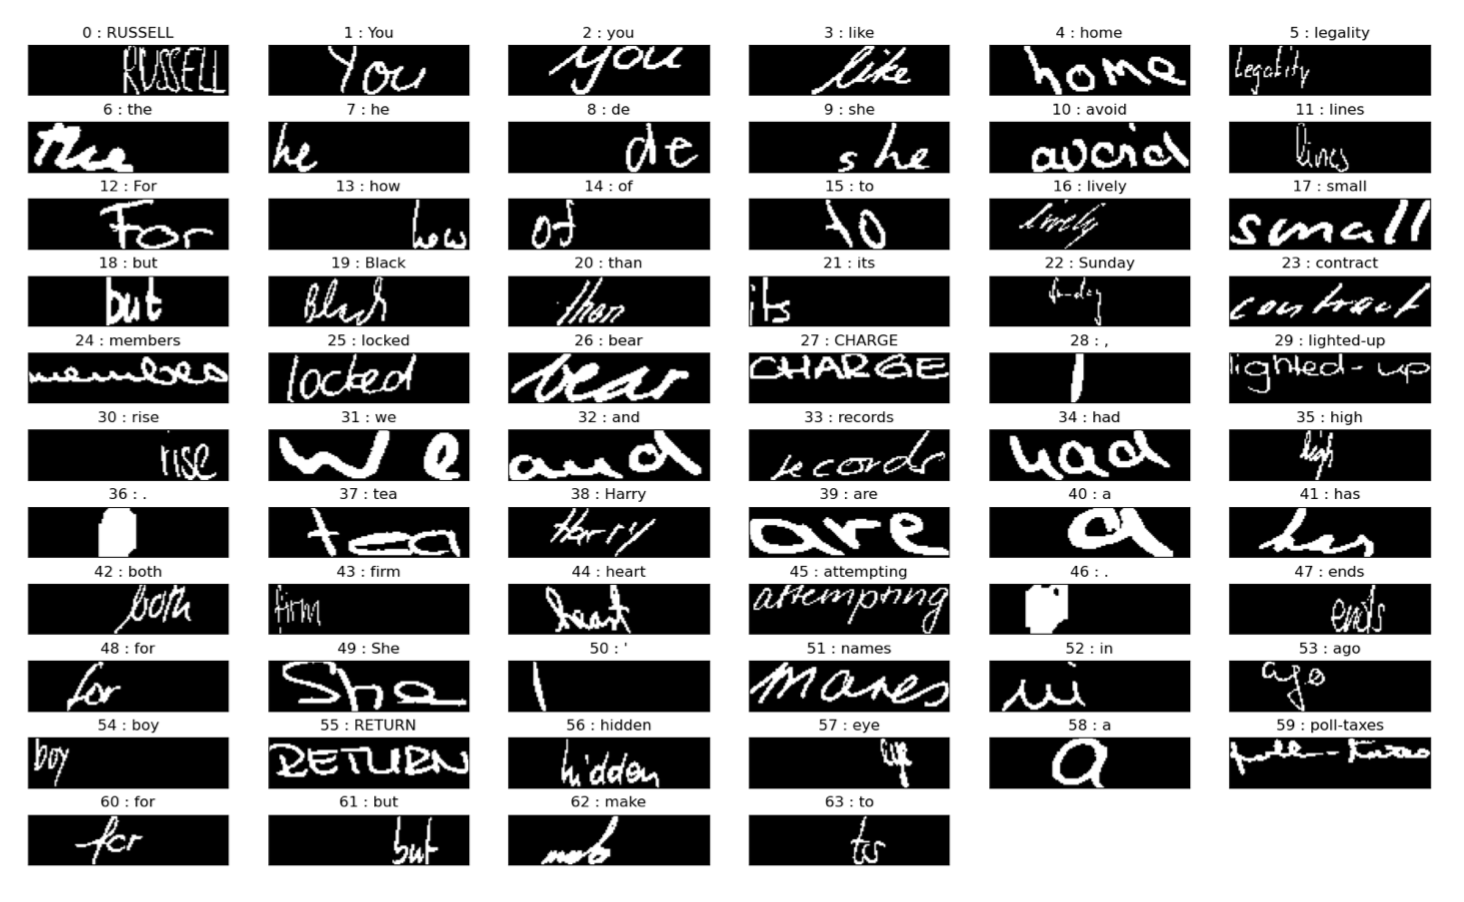 0 : RUSSELL 1 : You 2 : you 3 : like 4 : home 5 : legality
RUSSELL You you like home legality
6 : the 7 : he 8 : de 9 : she 10 : avoid 11 : lines
the he de she avoid lines
12 : For 13 : how 14 : of 15 : to 16 : lively 17 : small
For how of to lively small
18 : but 19 : Black 20 : than 21 : its 22 : Sunday 23 : contract
but Black than its Sunday contract
24 : members 25 : locked 26 : bear 27 : CHARGE 28 : , 29 : lighted-up
members locked bear CHARGE , lighted-up
30 : rise 31 : we 32 : and 33 : records 34 : had 35 : high
rise we and records had high
36 : . 37 : tea 38 : Harry 39 : are 40 : a 41 : has
. tea Harry are a has
42 : both 43 : firm 44 : heart 45 : attempting 46 : . 47 : ends
both firm heart attempting . ends
48 : for 49 : She 50 : ' 51 : names 52 : in 53 : ago
for She ' names in ago
54 : boy 55 : RETURN 56 : hidden 57 : eye 58 : a 59 : poll-taxes
boy RETURN hidden eye a poll-taxes
60 : for 61 : but 62 : make 63 : to
for but make to